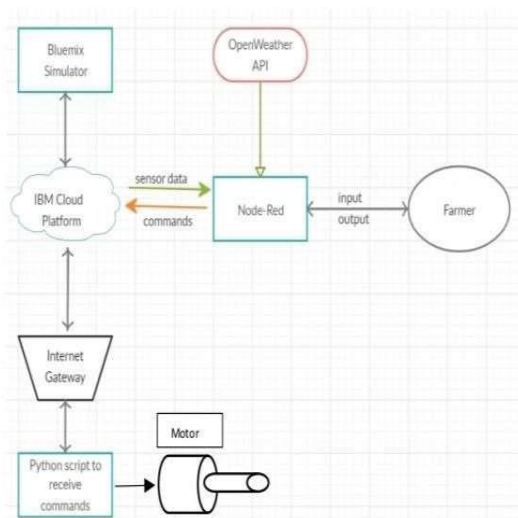 Bluemix
Simulator
OpenWeather
API
sensor data
IBM Cloud
Platform
commands
Node-Red
input
output
Farmer
Internet
Gateway
Motor
Python script to
receive
commands